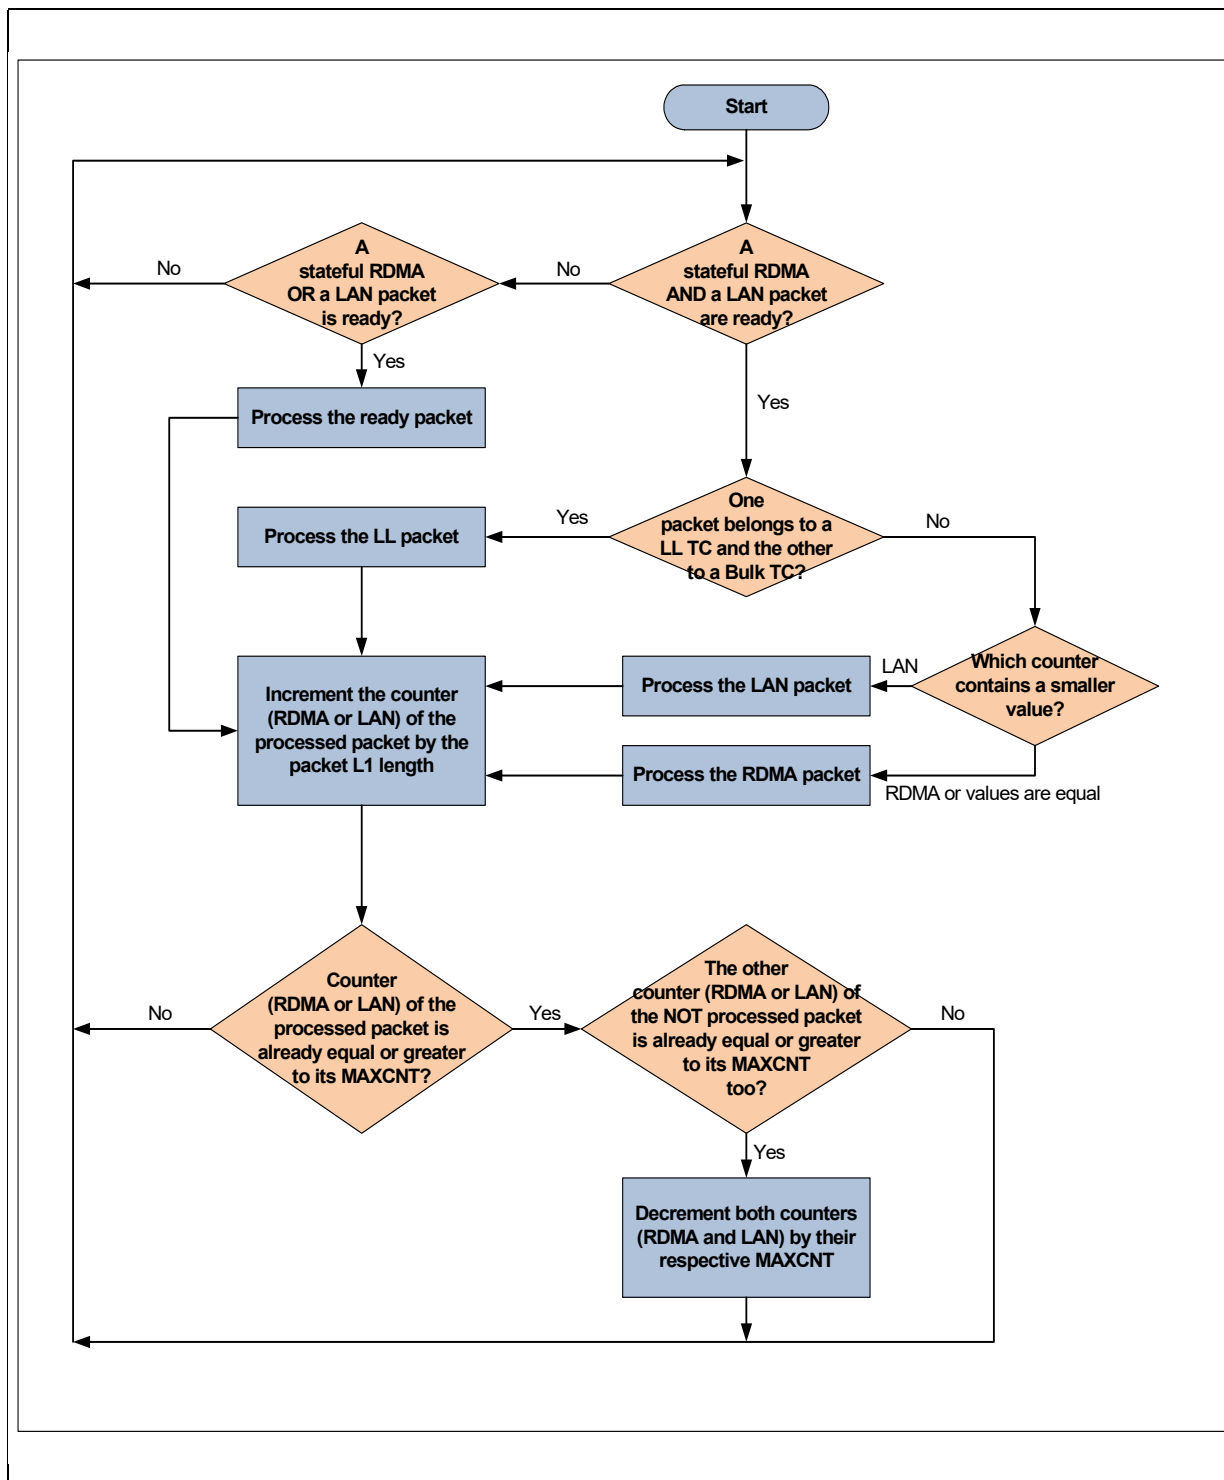 Start
A
stateful RDMA
OR a LAN packet
is ready?
No
No
A
stateful RDMA
AND a LAN packet
are ready?
Yes
Process the ready packet
Yes
One
packet belongs to a
LL TC and the other
to a Bulk TC?
Yes
No
Process the LL packet
Which counter
contains a smaller
value?
LAN
Process the LAN packet
Increment the counter
(RDMA or LAN) of the
processed packet by the
packet L1 length
Process the RDMA packet
RDMA or values are equal
Counter
(RDMA or LAN) of the
processed packet is
already equal or greater
to its MAXCNT?
No
Yes
The other
counter (RDMA or LAN) of
the NOT processed packet
is already equal or greater
to its MAXCNT
too?
No
Yes
Decrement both counters
(RDMA and LAN) by their
respective MAXCNT